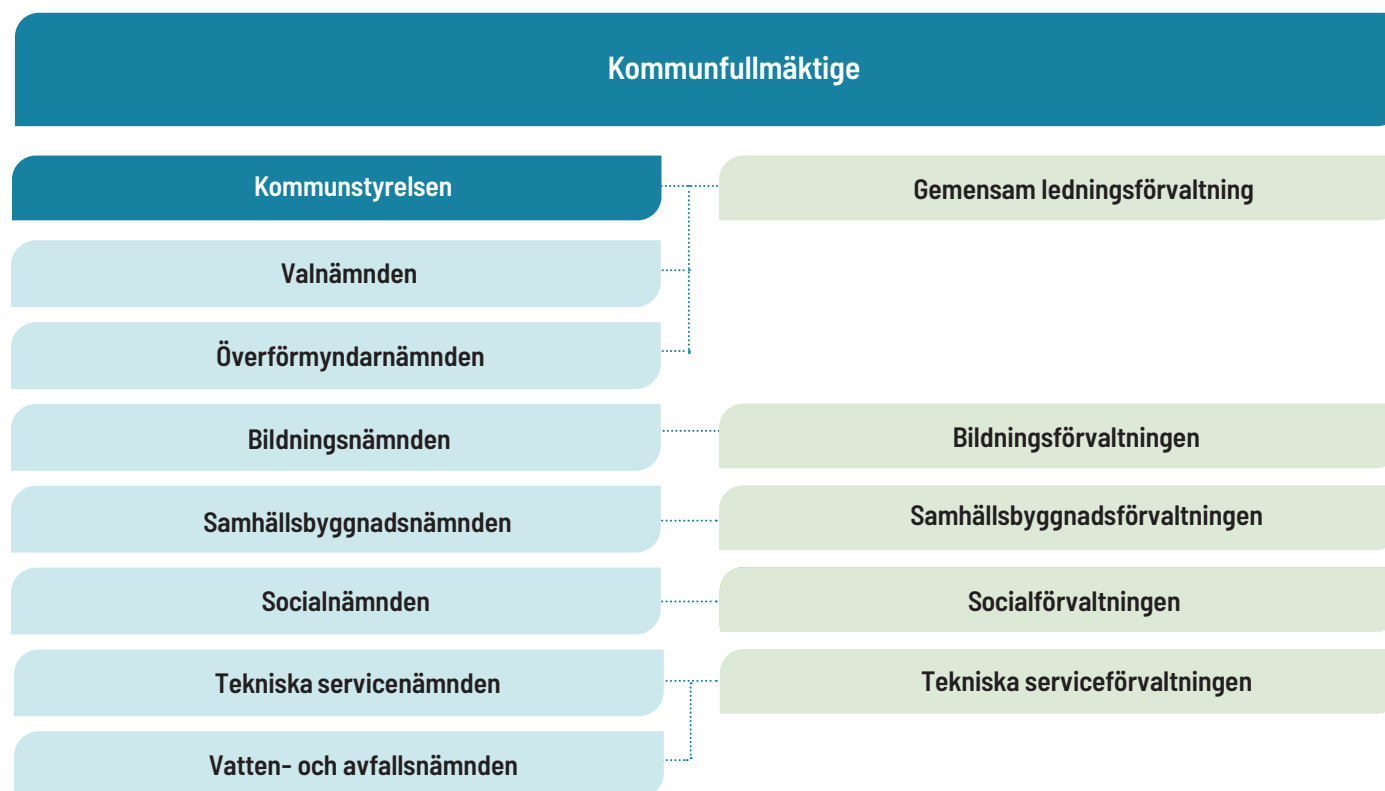 Kommunfullmäktige
Kommunstyrelsen
Gemensam ledningsförvaltning
Valnämnden
Överförmyndarnämnden
Bildningsnämnden
Bildningsförvaltningen
Samhällsbyggnadsnämnden
Samhällsbyggnadsförvaltningen
Socialnämnden
Socialförvaltningen
Tekniska servicenämnden
Tekniska serviceförvaltningen
Vatten- och avfallsnämnden